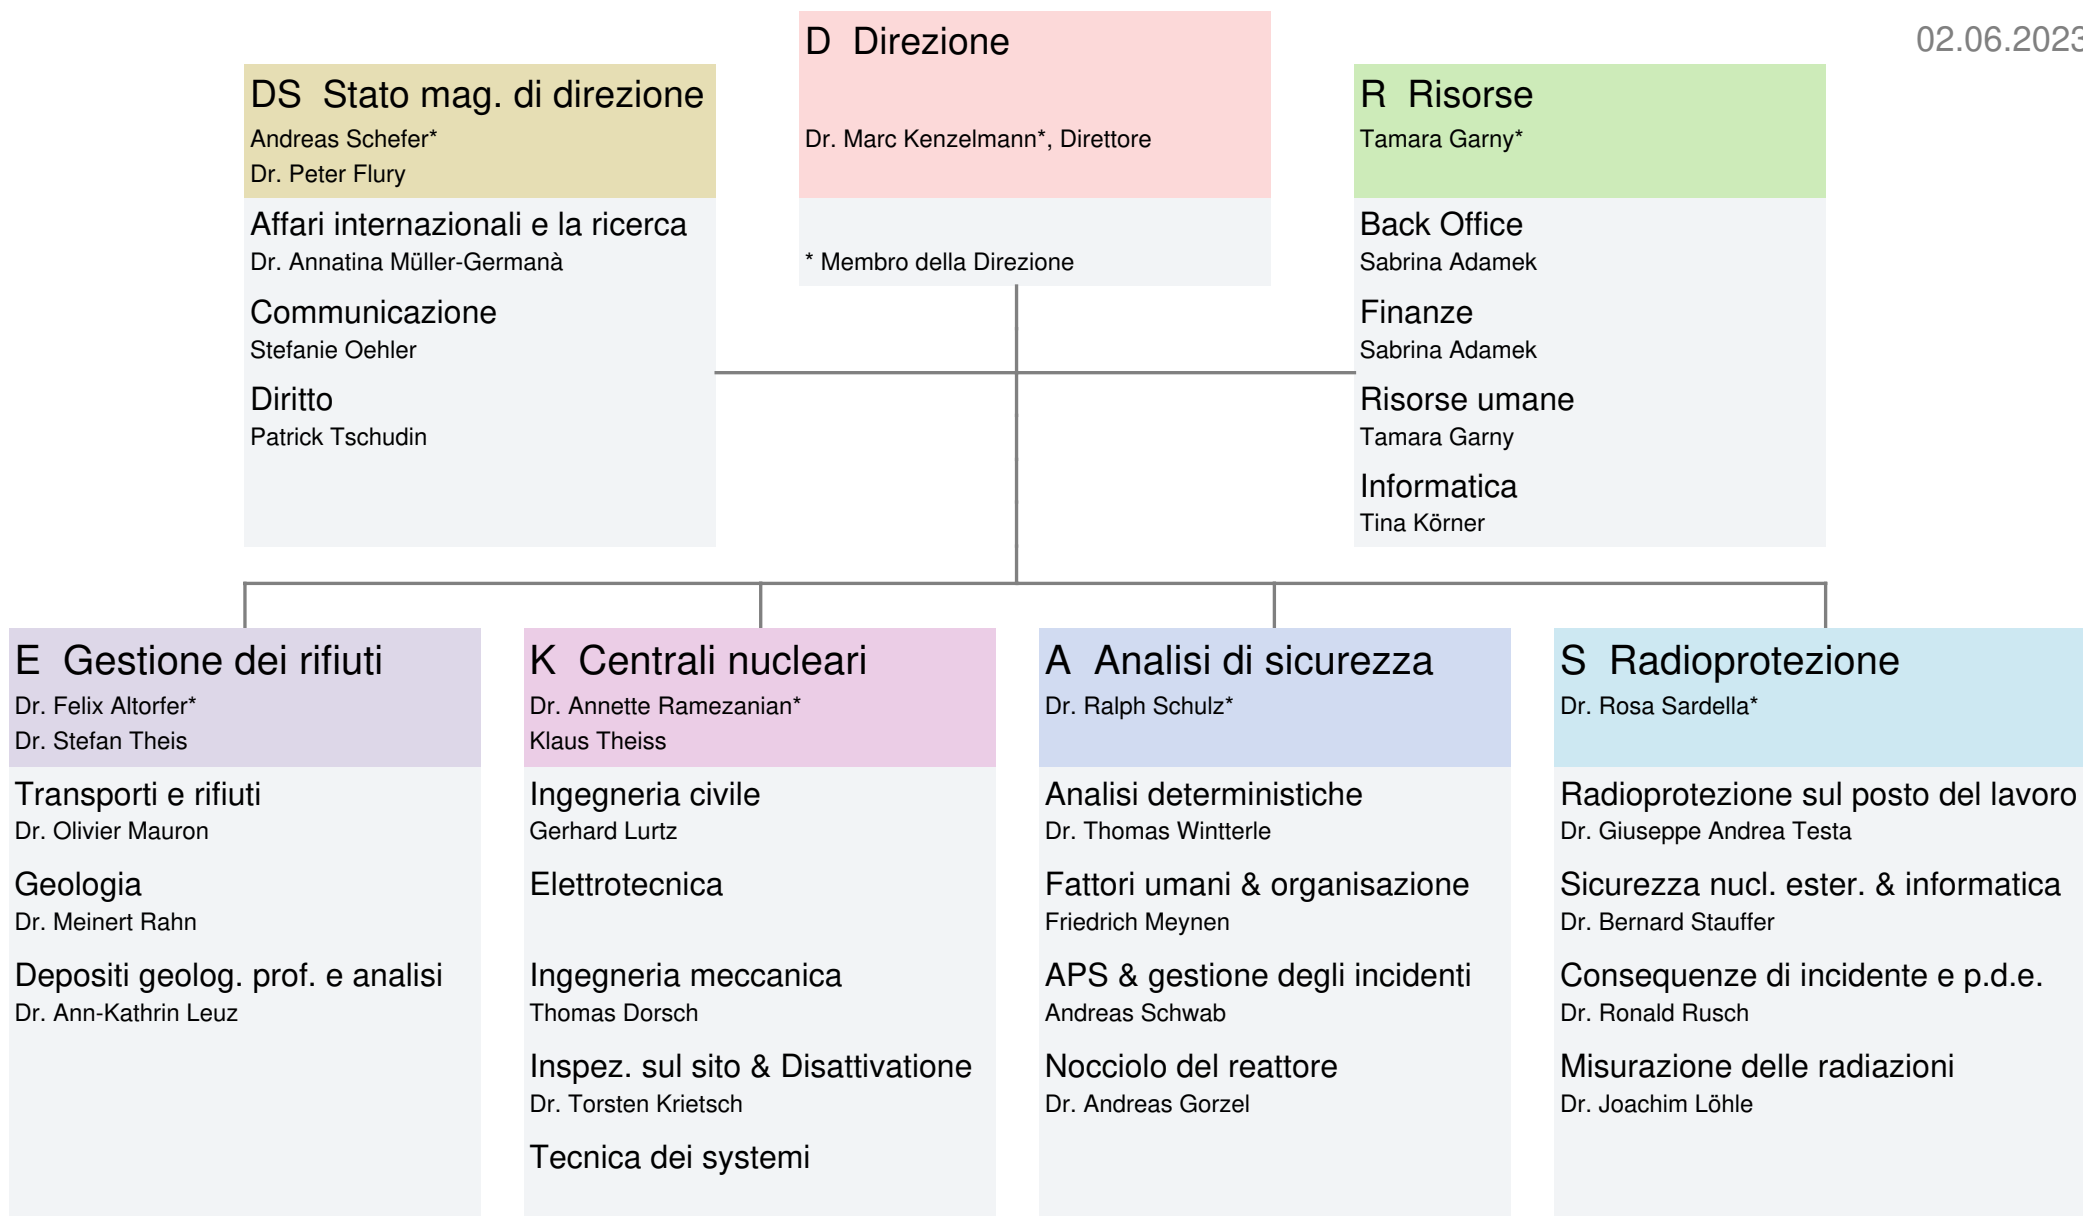 D Direzione
02.06.2023
DS Stato mag. di direzione
Andreas Schefer*
Dr. Peter Flury
Dr. Marc Kenzelmann*, Direttore
R Risorse
Tamara Garny*
Affari internazionali e la ricerca
Dr. Annatina Müller-Germanà
Communicazione
Stefanie Oehler
Diritto
Patrick Tschudin
* Membro della Direzione
Back Office
Sabrina Adamek
Finanze
Sabrina Adamek
Risorse umane
Tamara Garny
Informatica
Tina Körner
E Gestione dei rifiuti
Dr. Felix Altorfer*
Dr. Stefan Theis
Transporti e rifiuti
Dr. Olivier Mauron
Geologia
Dr. Meinert Rahn
Depositi geolog. prof. e analisi
Dr. Ann-Kathrin Leuz
K Centrali nucleari
Dr. Annette Ramezanian*
Klaus Theiss
Ingegneria civile
Gerhard Lurtz
Elettrotecnica
Ingegneria meccanica
Thomas Dorsch
Inspez. sul sito & Disattivatione
Dr. Torsten Krietsch
Tecnica dei systemi
A Analisi di sicurezza
Dr. Ralph Schulz*
Analisi deterministiche
Dr. Thomas Wintterle
Fattori umani & organisazione
Friedrich Meynen
APS & gestione degli incidenti
Andreas Schwab
Nocciolo del reattore
Dr. Andreas Gorzel
S Radioprotezione
Dr. Rosa Sardella*
Radioprotezione sul posto del lavoro
Dr. Giuseppe Andrea Testa
Sicurezza nucl. ester. & informatica
Dr. Bernard Stauffer
Consequenze di incidente e p.d.e.
Dr. Ronald Rusch
Misurazione delle radiazioni
Dr. Joachim Löhle